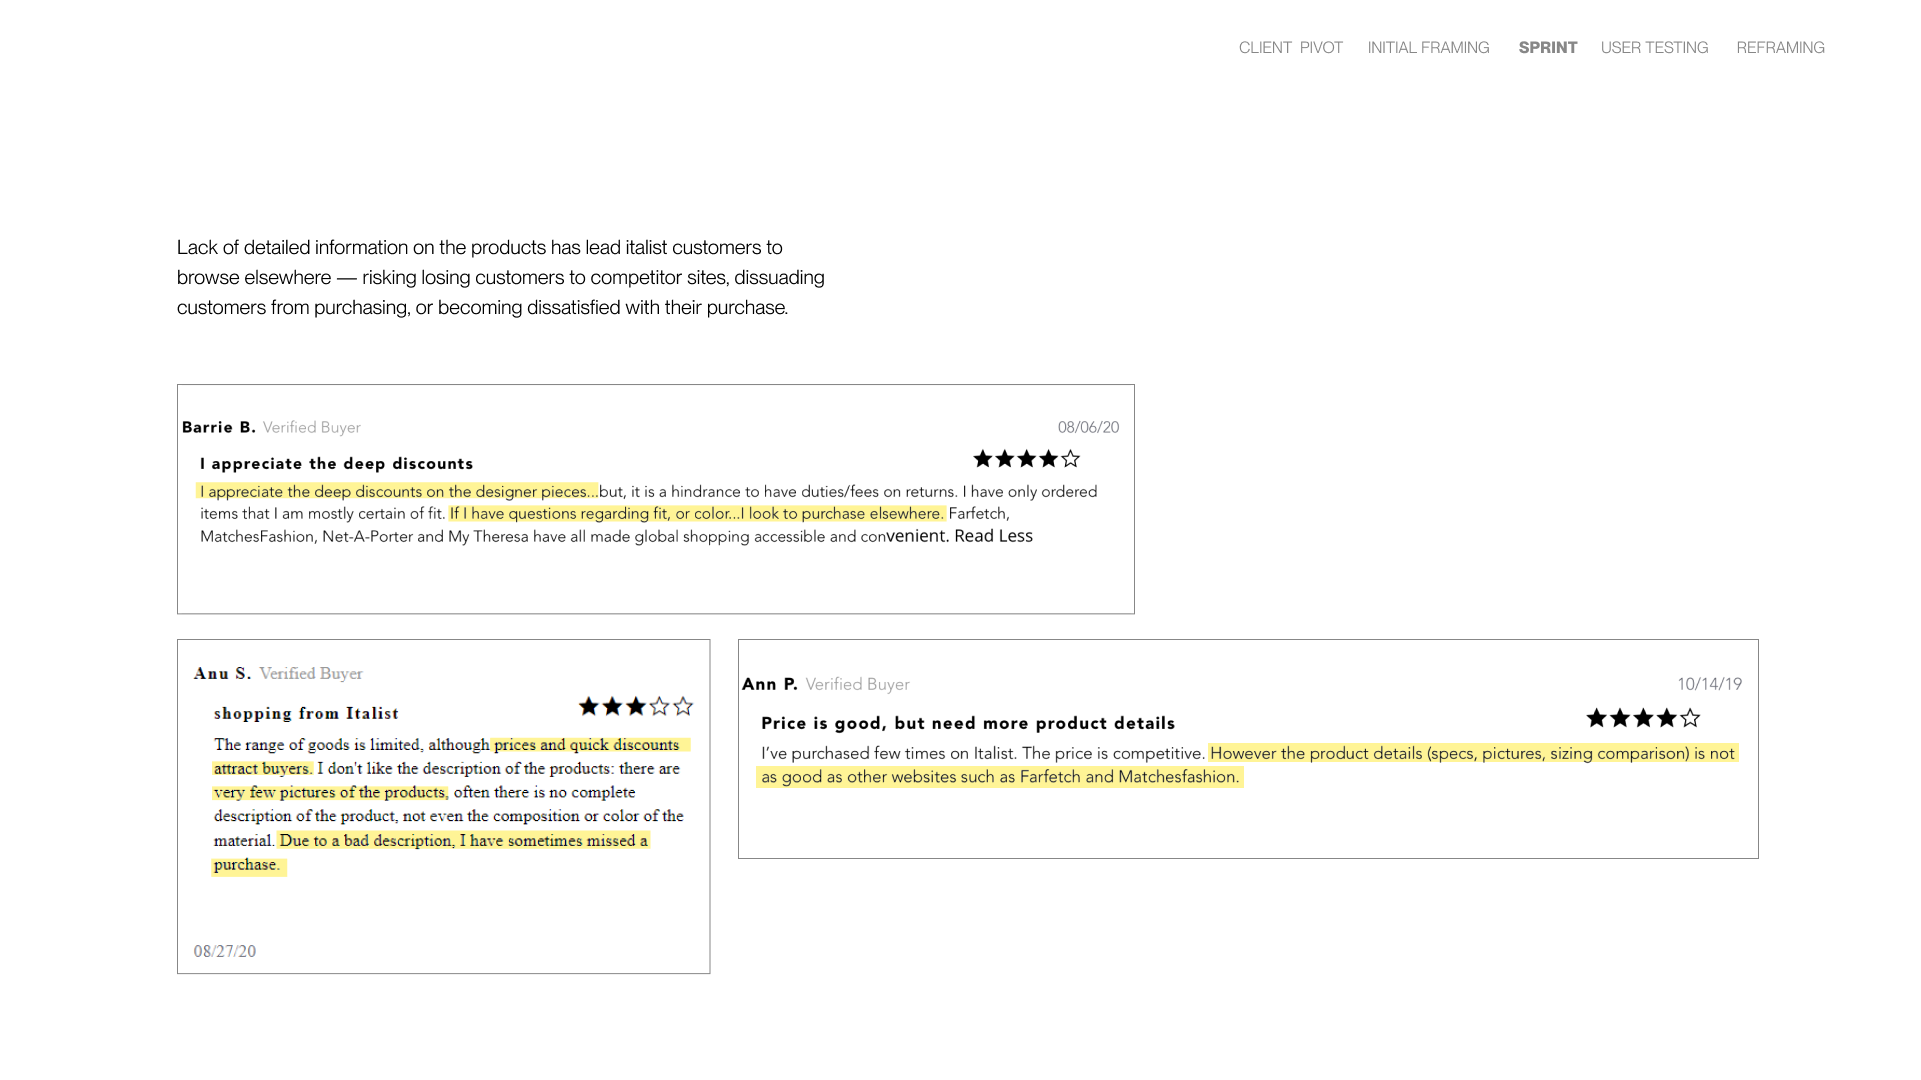 CLIENT PIVOT INITIAL FRAMING SPRINT USER TESTING REFRAMING
Lack of detailed information on the products has lead italist customers to
browse elsewhere — risking losing customers to competitor sites, dissuading
customers from purchasing, or becoming dissatisfied with their purchase.
Barrie B. Verified Buyer 08/06/20
I appreciate the deep discounts
I appreciate the deep discounts on the designer pieces...but, it is a hindrance to have duties/fees on returns. I have only ordered
items that I am mostly certain of fit. If I have questions regarding fit, or color...I look to purchase elsewhere. Farfetch,
MatchesFashion, Net-A-Porter and My Theresa have all made global shopping accessible and convenient. Read Less
Anu S. Verified Buyer
shopping from Italist
The range of goods is limited, although prices and quick discounts
attract buyers. I don't like the description of the products: there are
very few pictures of the products, often there is no complete
description of the product, not even the composition or color of the
material. Due to a bad description, I have sometimes missed a
purchase.
08/27/20
Ann P. Verified Buyer 10/14/19
Price is good, but need more product details
I've purchased few times on Italist. The price is competitive. However the product details (specs, pictures, sizing comparison) is not
as good as other websites such as Farfetch and Matchesfashion.